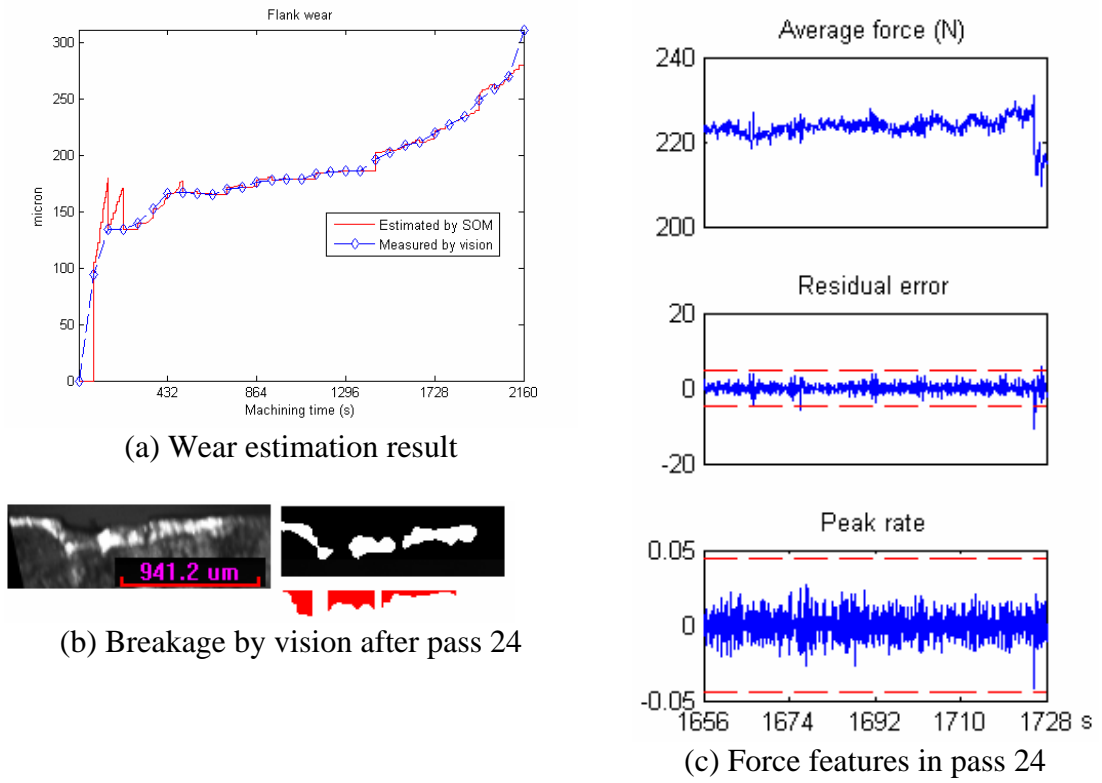 Flank wear
300
250
200
150
100
50
0
micron
Estimated by SOM
Measured by vision
432 864 1296 1728 2160
Machining time (s)
(a) Wear estimation result
941.2 um
(b) Breakage by vision after pass 24
Average force (N)
240
220
200
Residual error
20
0
-20
Peak rate
0.05
0
-0.05
1656 1674 1692 1710 1728 s
(c) Force features in pass 24